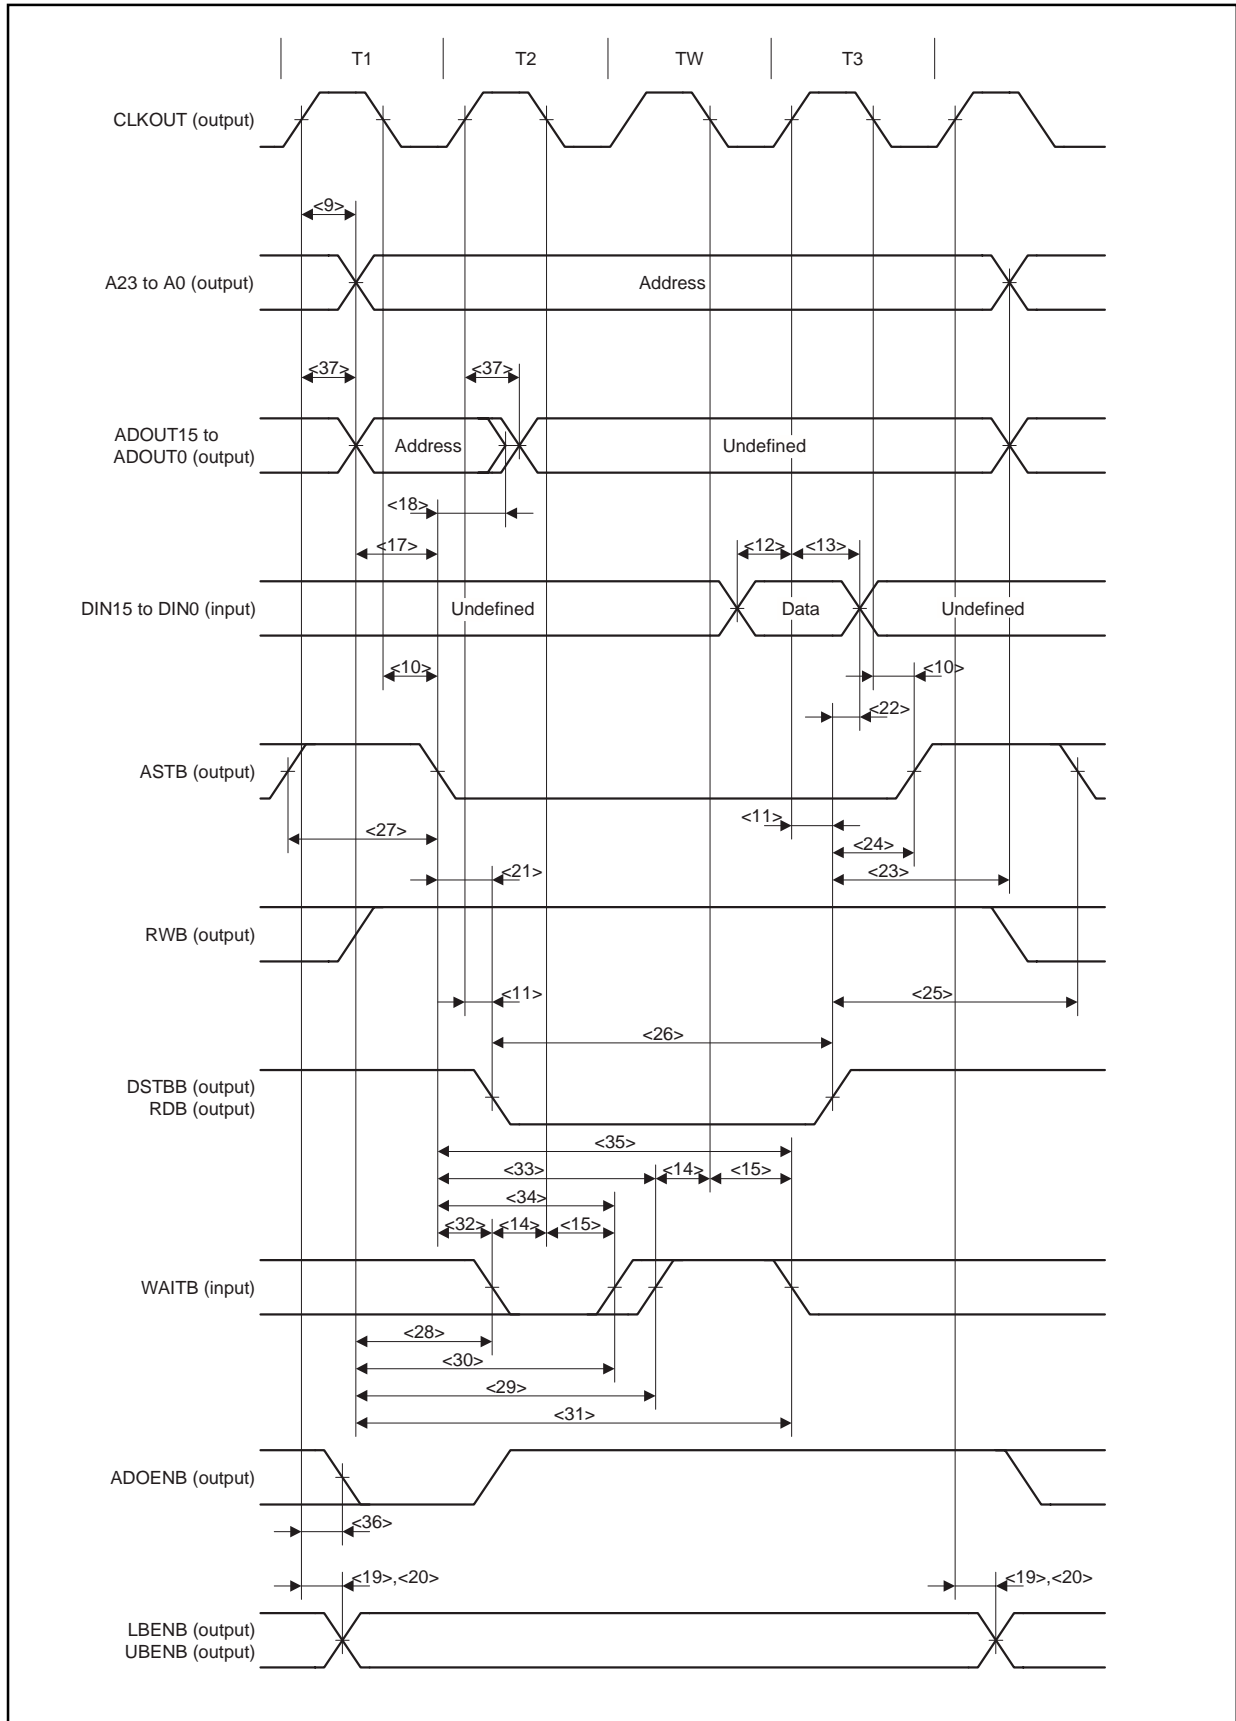 T1 T2 TW T3
CLKOUT (output)
<9>
A23 to A0 (output) Address
<37> <37>
ADOUT15 to
ADOUT0 (output) Address Undefined
<18>
<17> <12> <13>
DIN15 to DIN0 (input) Undefined Data Undefined
<10> <10>
<22>
ASTB (output)
<11>
<27> <24>
<21> <23>
RWB (output)
<11> <25>
<26>
DSTBB (output)
RDB (output)
<35>
<33> <14> <15>
<34>
<32> <14> <15>
WAITB (input)
<28>
<30>
<29>
<31>
ADOENB (output)
<36>
<19>,<20> <19>,<20>
LBENB (output)
UBENB (output)